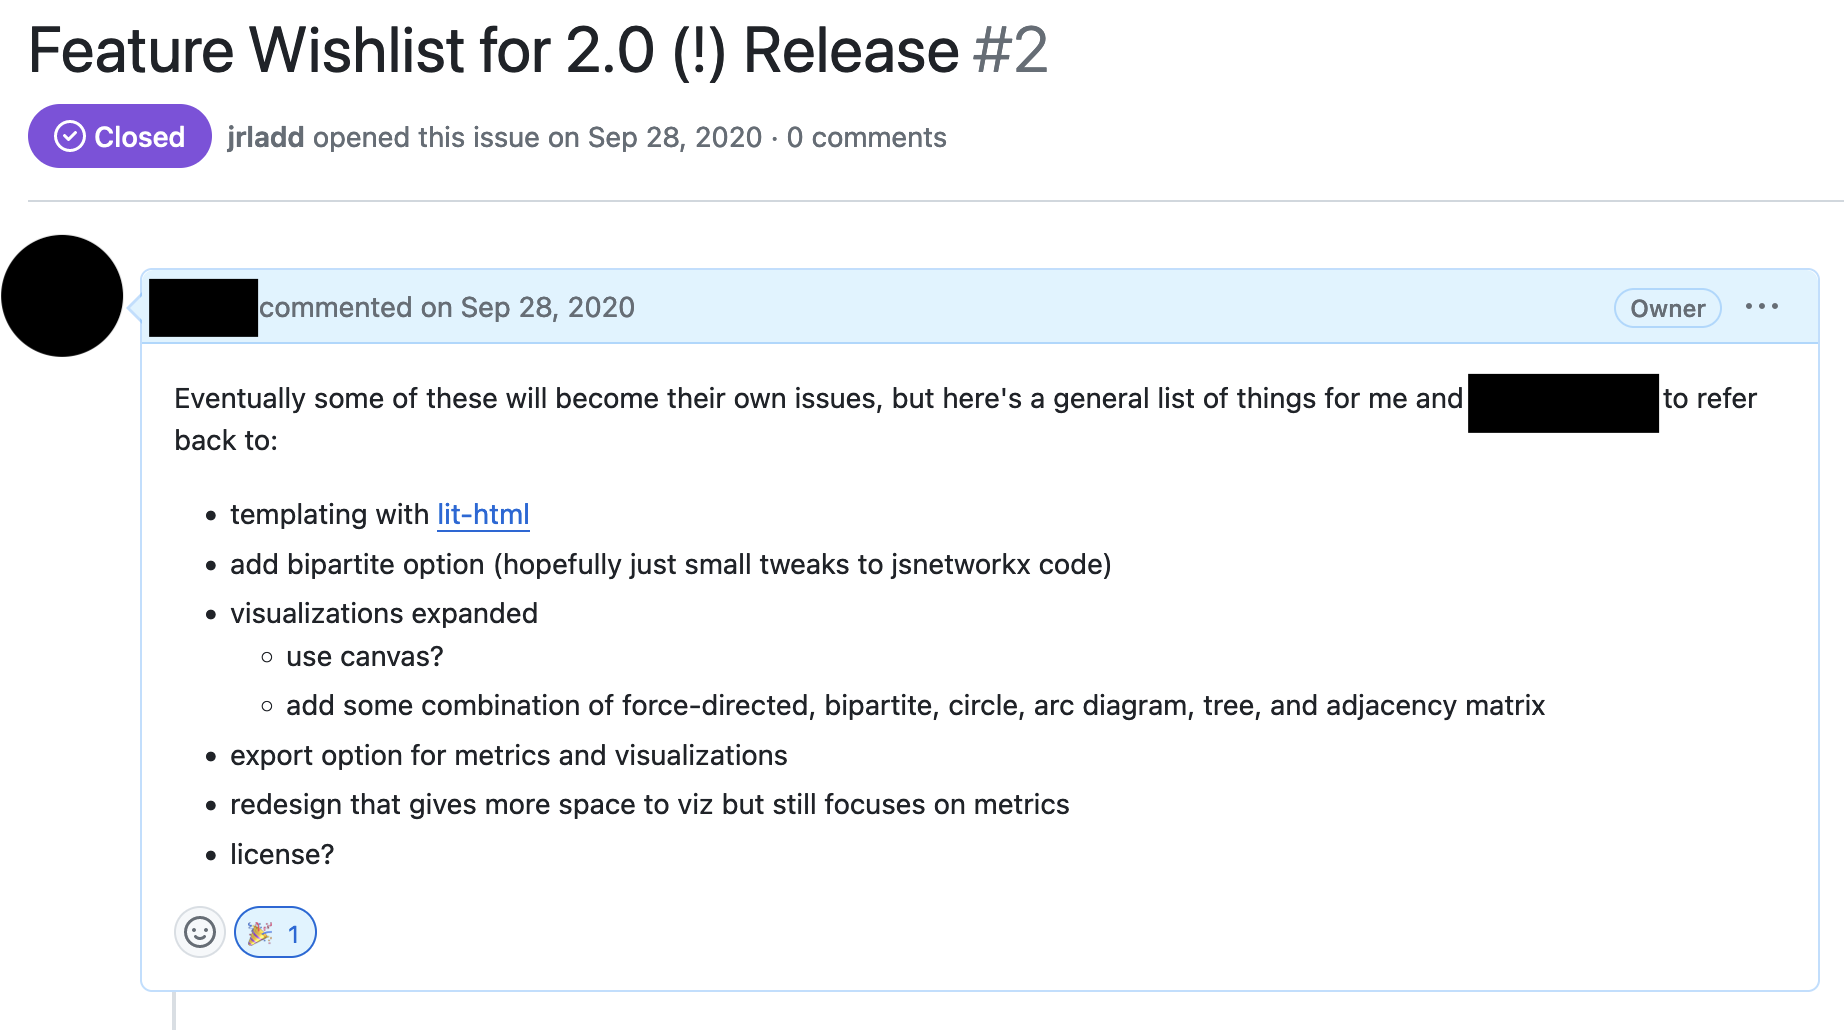 Feature Wishlist for 2.0 (!) Release #2
Closed jrladd opened this issue on Sep 28, 2020 · 0 comments
commented on Sep 28, 2020 Owner
Eventually some of these will become their own issues, but here's a general list of things for me and to refer
back to:
• templating with lit-html
• add bipartite option (hopefully just small tweaks to jsnetworkx code)
• visualizations expanded
◦ use canvas?
◦ add some combination of force-directed, bipartite, circle, arc diagram, tree, and adjacency matrix
• export option for metrics and visualizations
• redesign that gives more space to viz but still focuses on metrics
• license?
🎉 1